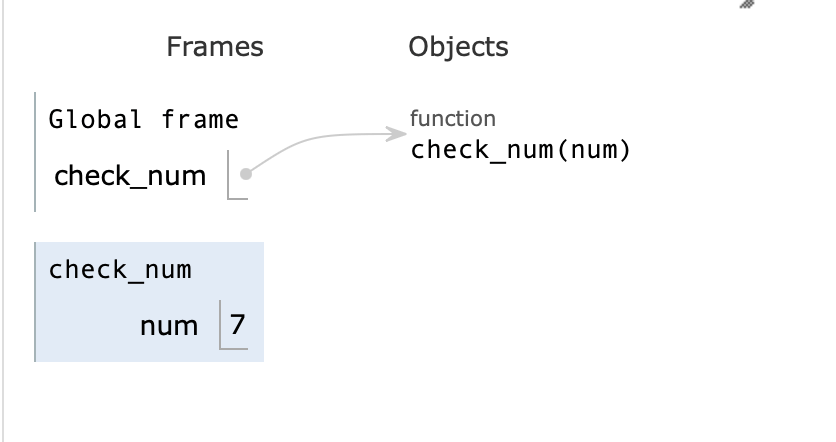 Frames Objects
Global frame
check_num
function
check_num(num)
check_num
num 7